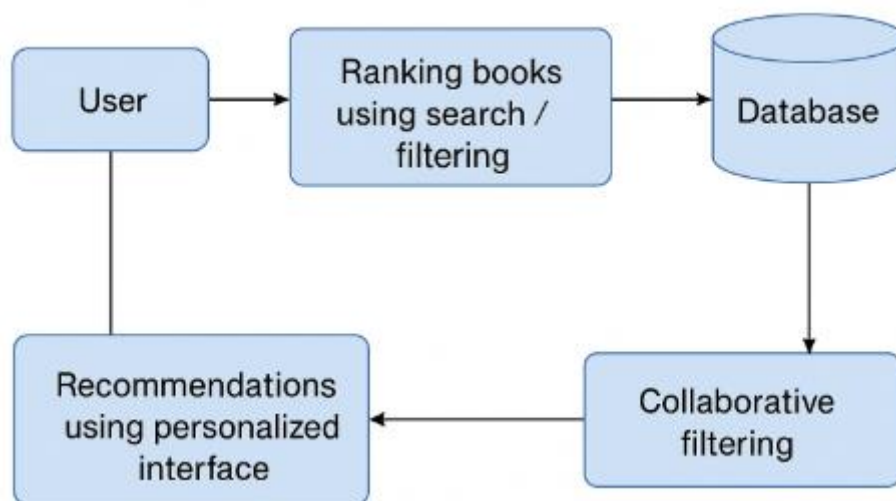 User
Ranking books
using search /
filtering
Database
Collaborative
filtering
Recommendations
using personalized
interface